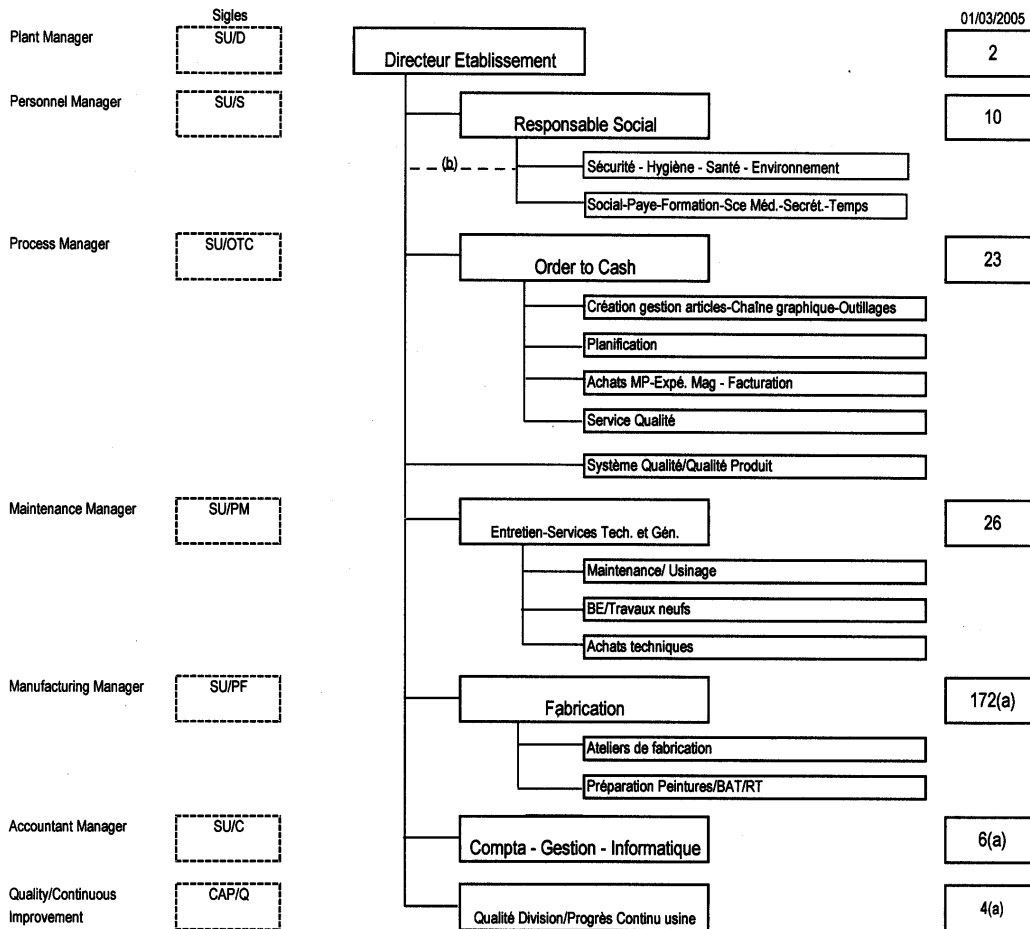 Sigles
01/03/2005
Plant Manager
SU/D
Directeur Etablissement
2
Personnel Manager
SU/S
Responsable Social
10
(b)
Sécurité - Hygiène - Santé - Environnement
Social-Paye-Formation-Sce Méd.-Secrét.-Temps
Process Manager
SU/OTC
Order to Cash
23
Création gestion articles-Chaîne graphique-Outillages
Planification
Achats MP-Expé. Mag - Facturation
Service Qualité
Système Qualité/Qualité Produit
Maintenance Manager
SU/PM
Entretien-Services Tech. et Gén.
26
Maintenance/ Usinage
BE/Travaux neufs
Achats techniques
Manufacturing Manager
SU/PF
Fabrication
172(a)
Ateliers de fabrication
Préparation Peintures/BAT/RT
Accountant Manager
SU/C
Compta - Gestion - Informatique
6(a)
Quality/Continuous
Improvement
CAP/Q
Qualité Division/Progrès Continu usine
4(a)